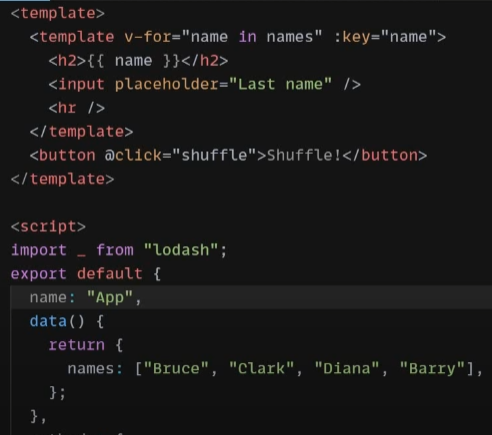 <template>
  <template v-for="name in names" :key="name">
    <h2>{{ name }}</h2>
    <input placeholder="Last name" />
    <hr />
  </template>
  <button @click="shuffle">Shuffle!</button>
</template>

<script>
import _ from "lodash";
export default {
  name: "App",
  data() {
    return {
      names: ["Bruce", "Clark", "Diana", "Barry"],
    };
  },